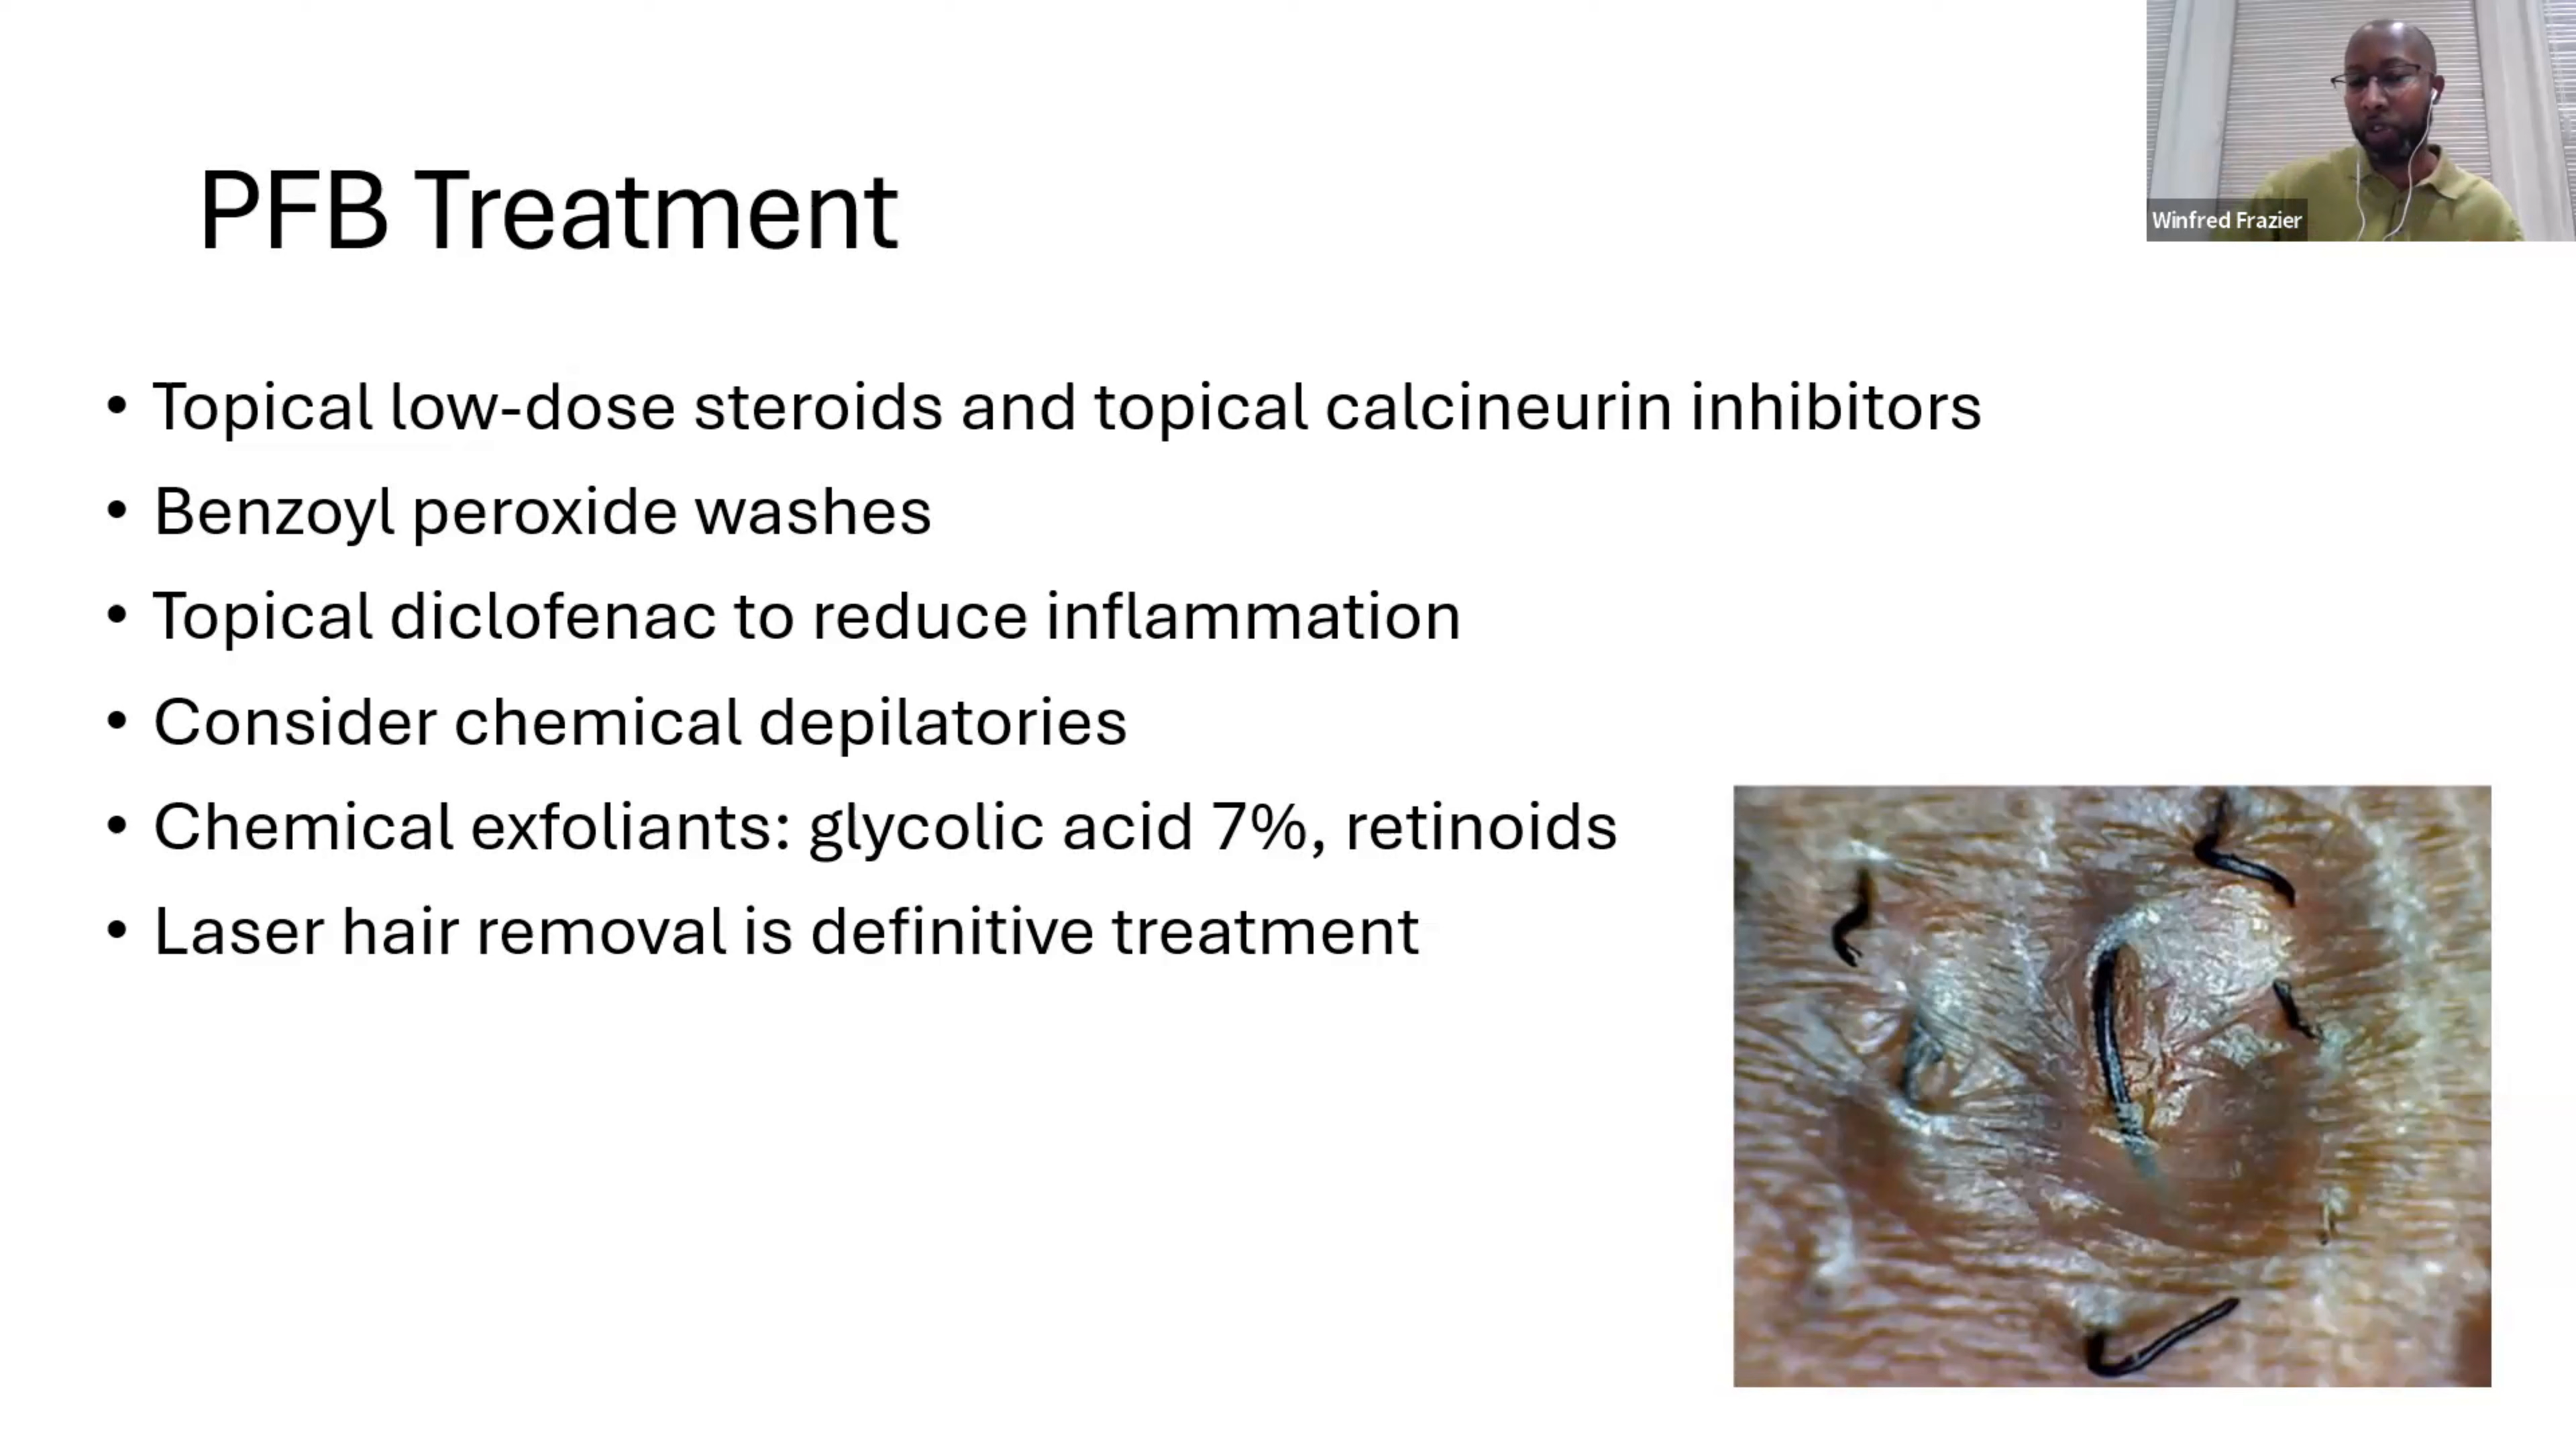 Winfred Frazier
PFB Treatment
• Topical low-dose steroids and topical calcineurin inhibitors
• Benzoyl peroxide washes
• Topical diclofenac to reduce inflammation
• Consider chemical depilatories
• Chemical exfoliants: glycolic acid 7%, retinoids
• Laser hair removal is definitive treatment